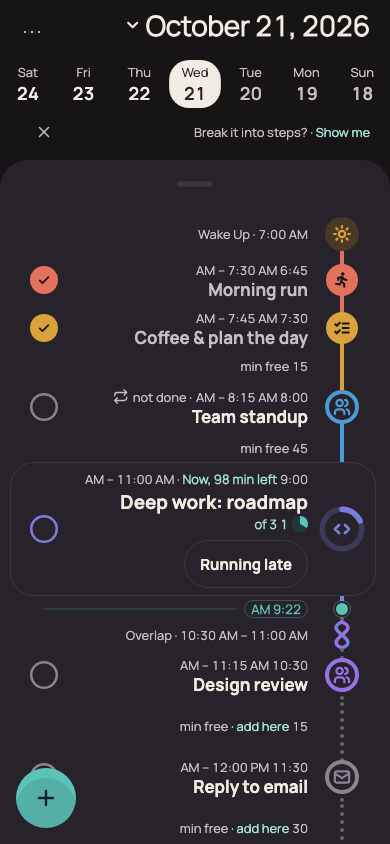 ...
October 21, 2026
Sat Fri Thu Wed Tue Mon Sun
24 23 22 21 20 19 18
Break it into steps? · Show me
Wake Up · 7:00 AM
AM – 7:30 AM 6:45
Morning run
AM – 7:45 AM 7:30
Coffee & plan the day
min free 15
not done · AM – 8:15 AM 8:00
Team standup
min free 45
AM – 11:00 AM · Now, 98 min left 9:00
Deep work: roadmap
of 3 1
Running late
AM 9:22
Overlap · 10:30 AM – 11:00 AM
AM – 11:15 AM 10:30
Design review
min free · add here 15
AM – 12:00 PM 11:30
Reply to email
min free · add here 30